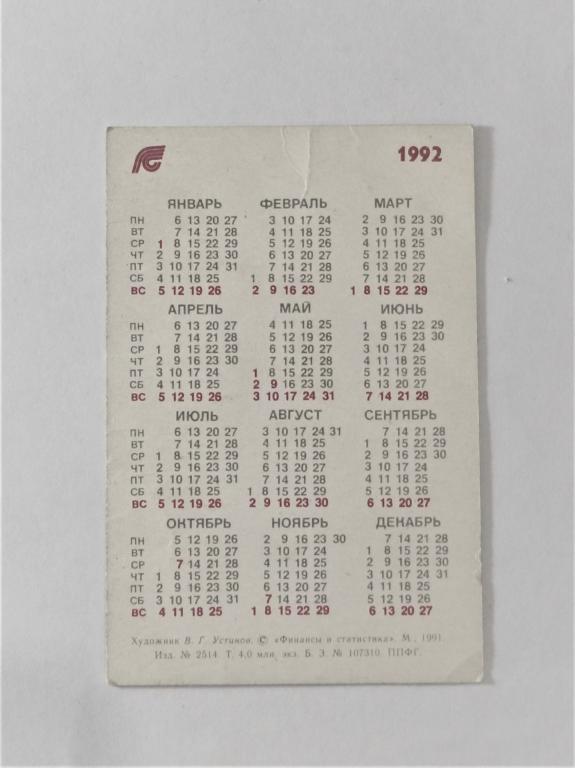 1992
ЯНВАРЬ ФЕВРАЛЬ МАРТ
ПН 6 13 20 27 3 10 17 24 2 9 16 23 30
ВТ 7 14 21 28 4 11 18 25 3 10 17 24 31
СР 1 8 15 22 29 5 12 19 26 4 11 18 25
ЧТ 2 9 16 23 30 6 13 20 27 5 12 19 26
ПТ 3 10 17 24 31 7 14 21 28 6 13 20 27
СБ 4 11 18 25 1 8 15 22 29 7 14 21 28
ВС 5 12 19 26 2 9 16 23 1 8 15 22 29
АПРЕЛЬ МАЙ ИЮНЬ
ПН 6 13 20 27 4 11 18 25 1 8 15 22 29
ВТ 7 14 21 28 5 12 19 26 2 9 16 23 30
СР 1 8 15 22 29 6 13 20 27 3 10 17 24
ЧТ 2 9 16 23 30 7 14 21 28 4 11 18 25
ПТ 3 10 17 24 1 8 15 22 29 5 12 19 26
СБ 4 11 18 25 2 9 16 23 30 6 13 20 27
ВС 5 12 19 26 3 10 17 24 31 7 14 21 28
ИЮЛЬ АВГУСТ СЕНТЯБРЬ
ПН 6 13 20 27 3 10 17 24 31 7 14 21 28
ВТ 7 14 21 28 4 11 18 25 1 8 15 22 29
СР 1 8 15 22 29 5 12 19 26 2 9 16 23 30
ЧТ 2 9 16 23 30 6 13 20 27 3 10 17 24
ПТ 3 10 17 24 31 7 14 21 28 4 11 18 25
СБ 4 11 18 25 1 8 15 22 29 5 12 19 26
ВС 5 12 19 26 2 9 16 23 30 6 13 20 27
ОКТЯБРЬ НОЯБРЬ ДЕКАБРЬ
ПН 5 12 19 26 2 9 16 23 30 7 14 21 28
ВТ 6 13 20 27 3 10 17 24 1 8 15 22 29
СР 7 14 21 28 4 11 18 25 2 9 16 23 30
ЧТ 1 8 15 22 29 5 12 19 26 3 10 17 24 31
ПТ 2 9 16 23 30 6 13 20 27 4 11 18 25
СБ 3 10 17 24 31 7 14 21 28 5 12 19 26
ВС 4 11 18 25 1 8 15 22 29 6 13 20 27
Художник В. Г. Устинов. © «Финансы и статистика». М., 1991.
Изд. № 2514. Т. 4,0 млн. экз. Б. З. № 107310. ППФГ.